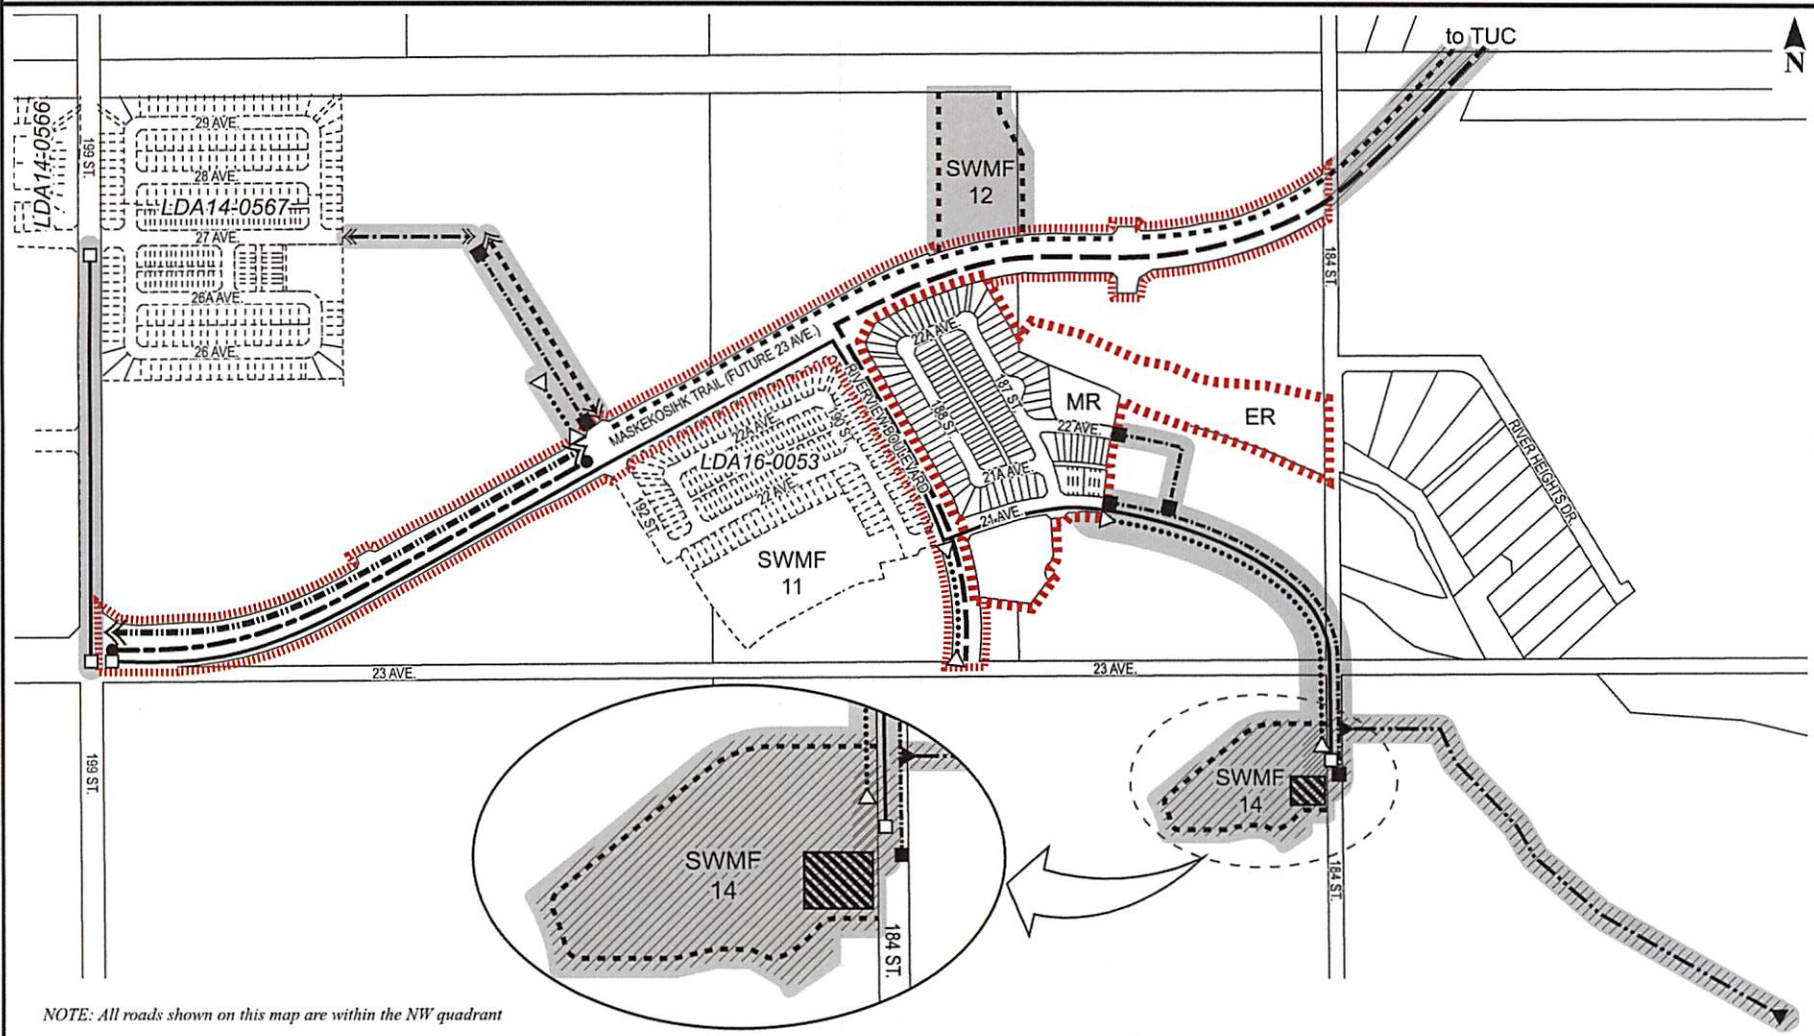 to TUC
N
LDA14-0566
199 ST.
29 AVE.
28 AVE.
LDA14-0567
27 AVE.
26A AVE.
26 AVE.
SWMF
12
184 ST.
MASKEKOSIHK TRAIL (FUTURE 23 AVE.)
RIVERVIEW BOULEVARD
22A AVE.
187 ST.
188 ST.
MR
ER
22 AVE.
21A AVE.
21 AVE.
22A AVE.
190 ST.
LDA16-0053
22 AVE.
192 ST.
SWMF
11
RIVER HEIGHTS DR.
23 AVE.
23 AVE.
199 ST.
SWMF
14
184 ST.
SWMF
14
184 ST.
NOTE: All roads shown on this map are within the NW quadrant